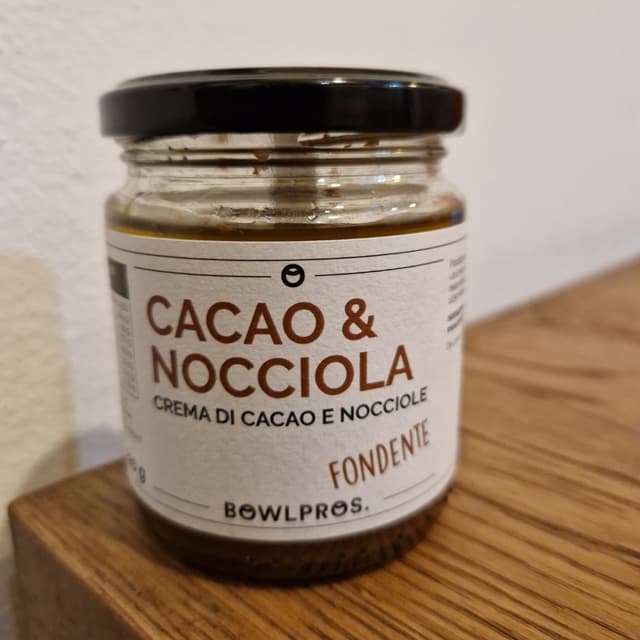 CACAO &
NOCCIOLA
CREMA DI CACAO E NOCCIOLE
FONDENTE
BOWLPROS.